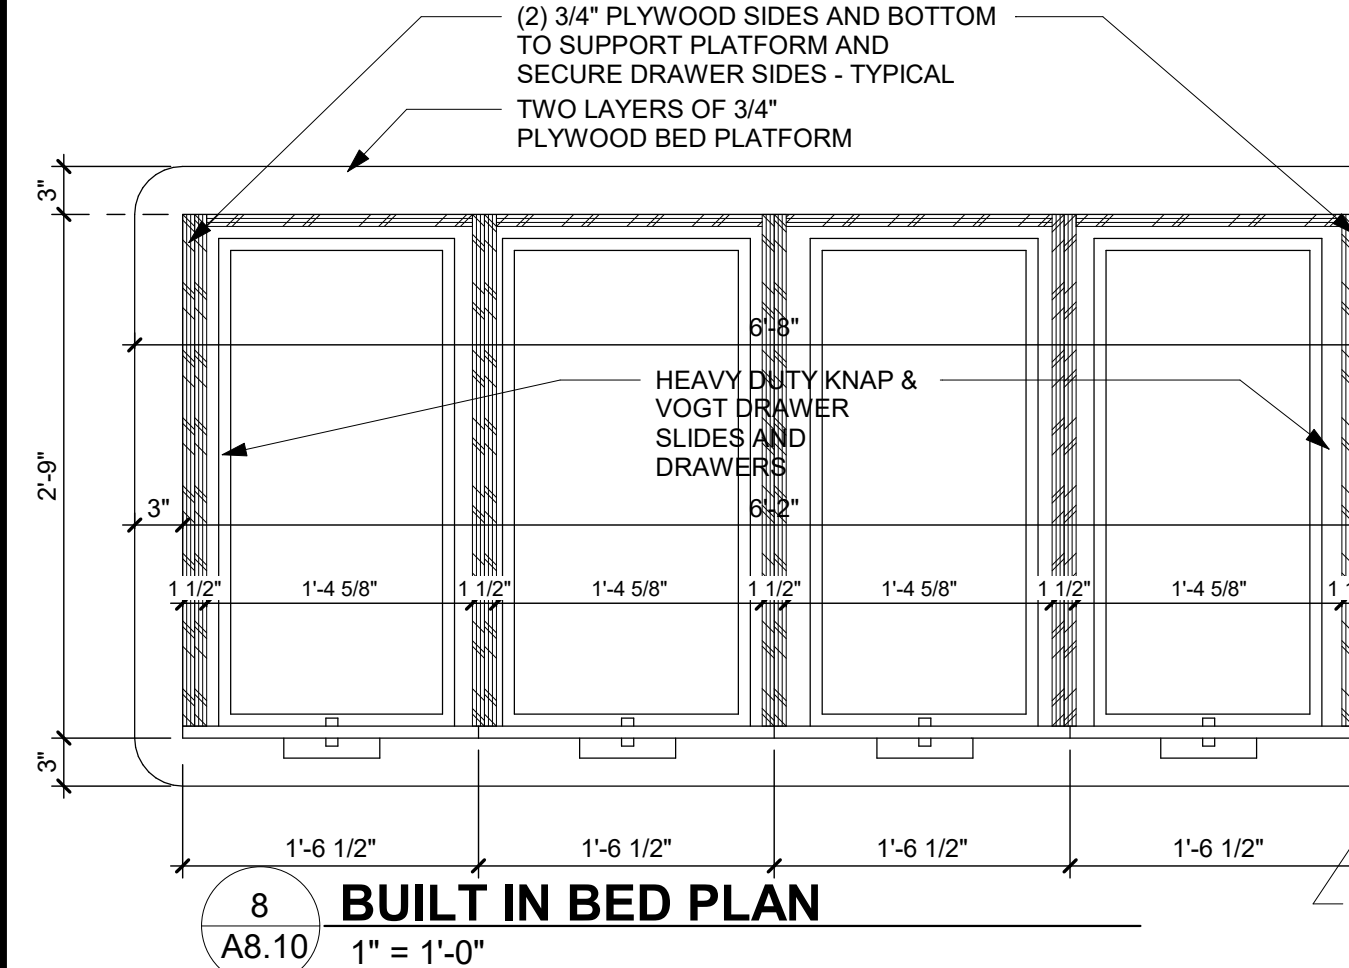 (2) 3/4" PLYWOOD SIDES AND BOTTOM
TO SUPPORT PLATFORM AND
SECURE DRAWER SIDES - TYPICAL
TWO LAYERS OF 3/4"
PLYWOOD BED PLATFORM
3"
6'-8"
HEAVY DUTY KNAP &
VOGT DRAWER
SLIDES AND
DRAWERS
2'-9"
3"
6'-2"
1 1/2" 1'-4 5/8" 1 1/2" 1'-4 5/8" 1 1/2" 1'-4 5/8" 1 1/2" 1'-4 5/8"
3"
1'-6 1/2" 1'-6 1/2" 1'-6 1/2" 1'-6 1/2"
8 BUILT IN BED PLAN
A8.10 1" = 1'-0"